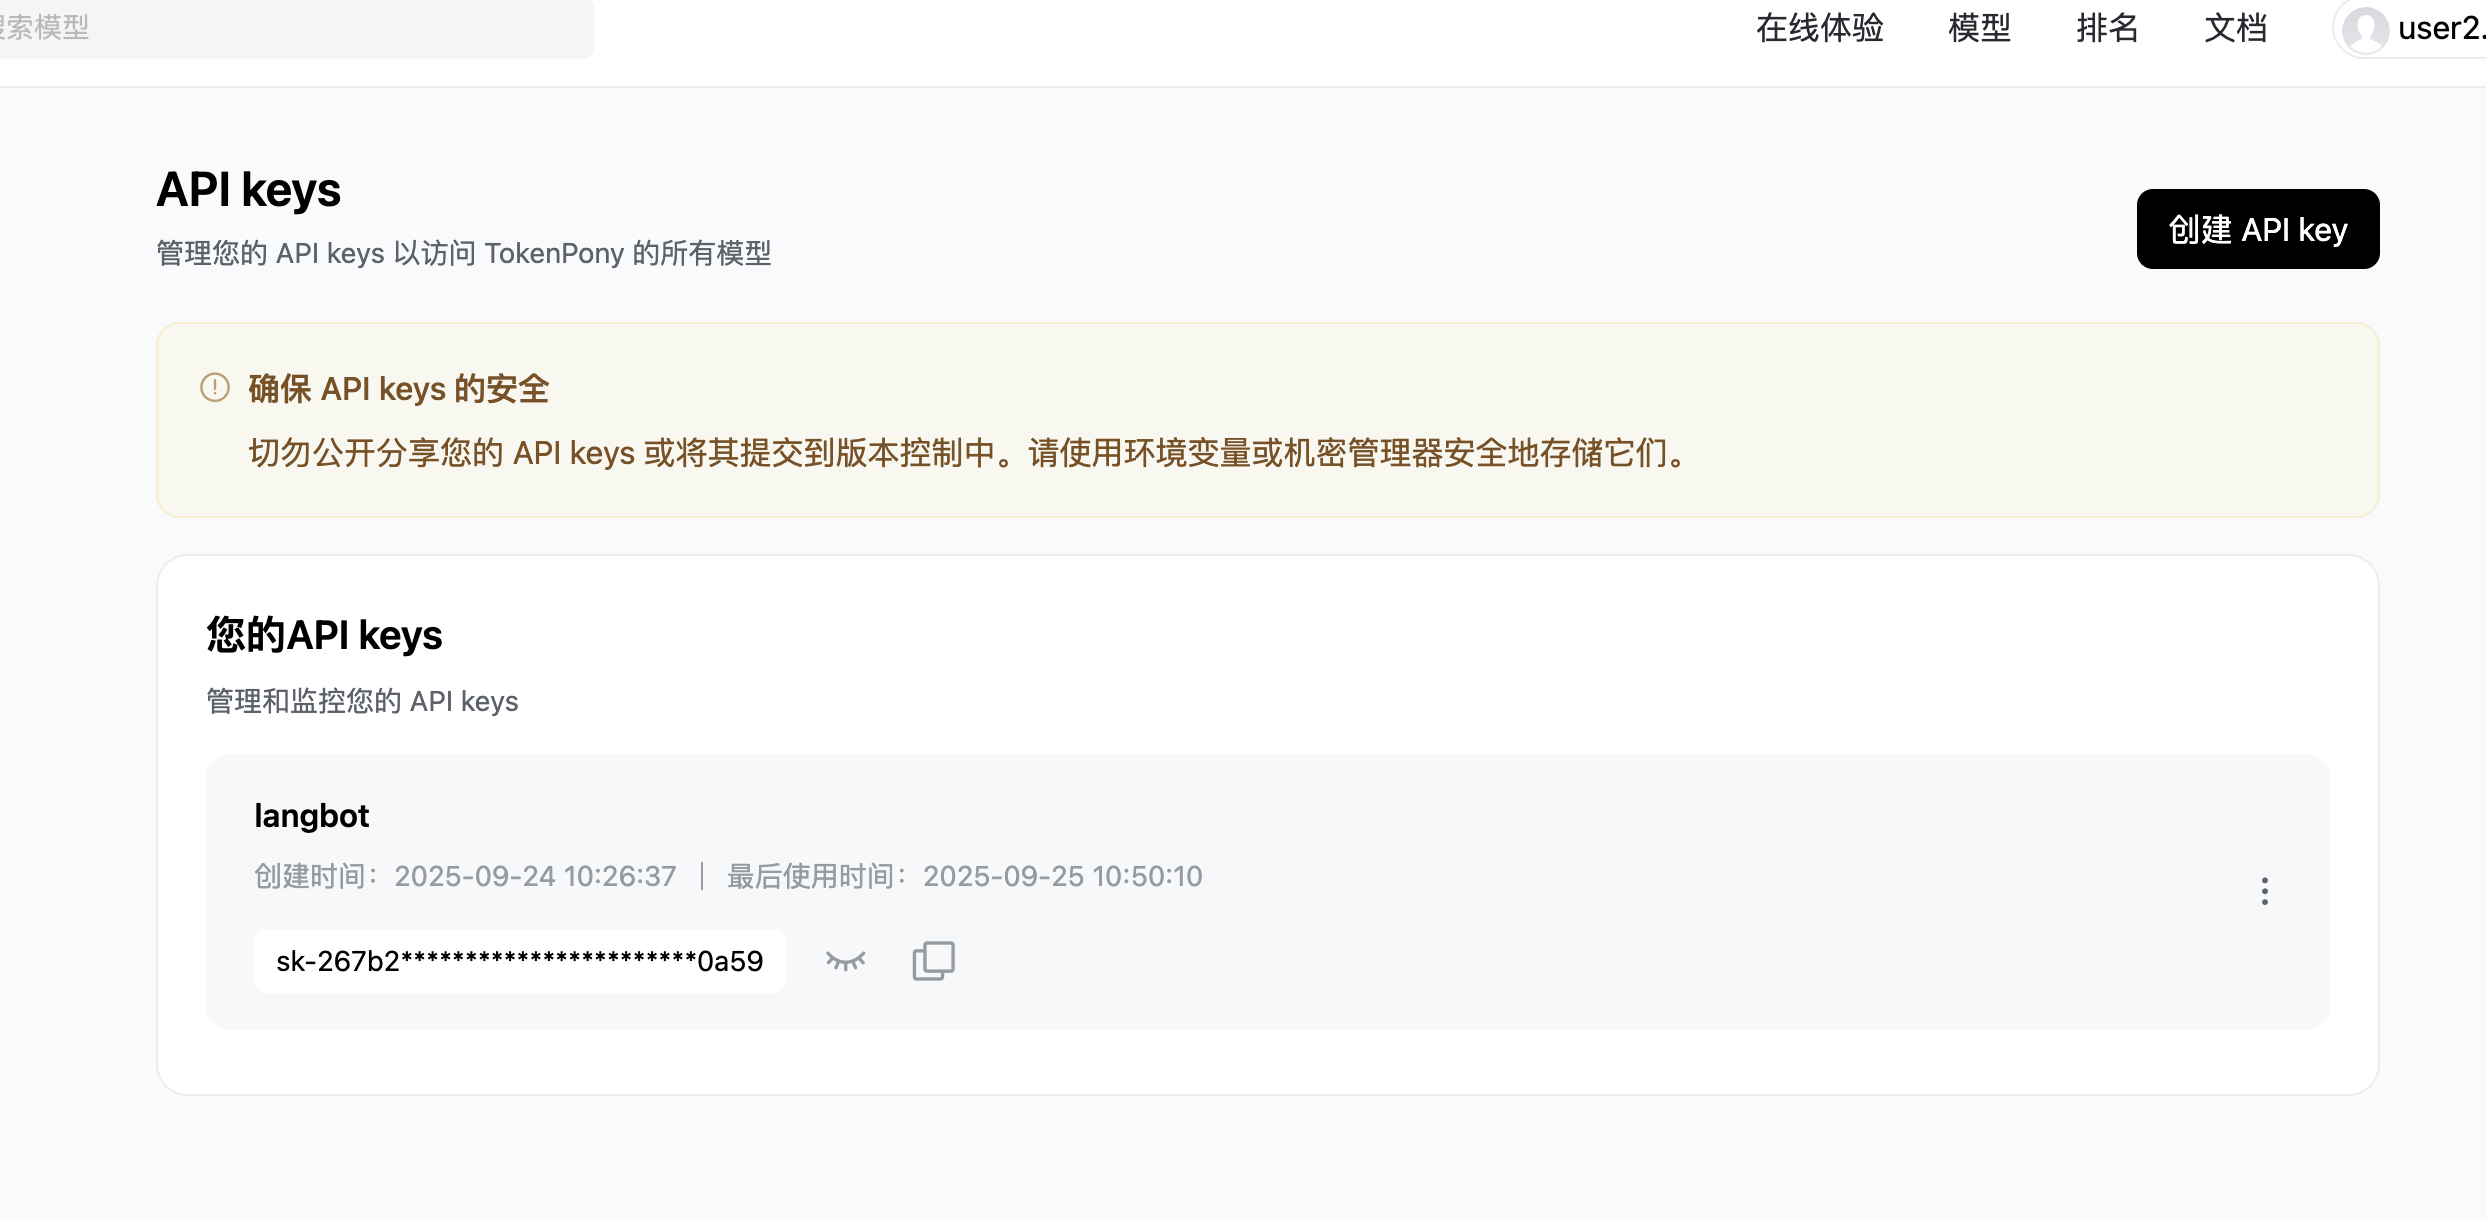 索模型
在线体验 模型 排名 文档 user2.
API keys
管理您的 API keys 以访问 TokenPony 的所有模型
创建 API key
确保 API keys 的安全
切勿公开分享您的 API keys 或将其提交到版本控制中。请使用环境变量或机密管理器安全地存储它们。
您的API keys
管理和监控您的 API keys
langbot
创建时间：2025-09-24 10:26:37 | 最后使用时间：2025-09-25 10:50:10
sk-267b2***********************0a59